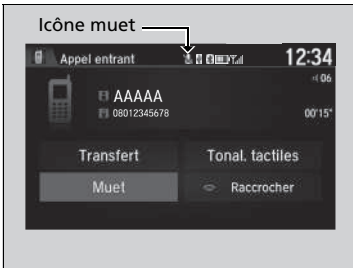 Icône muet
Appel entrant 12:34
06
AAAAA
08012345678 00'15"
Transfert Tonal. tactiles
Muet Raccrocher